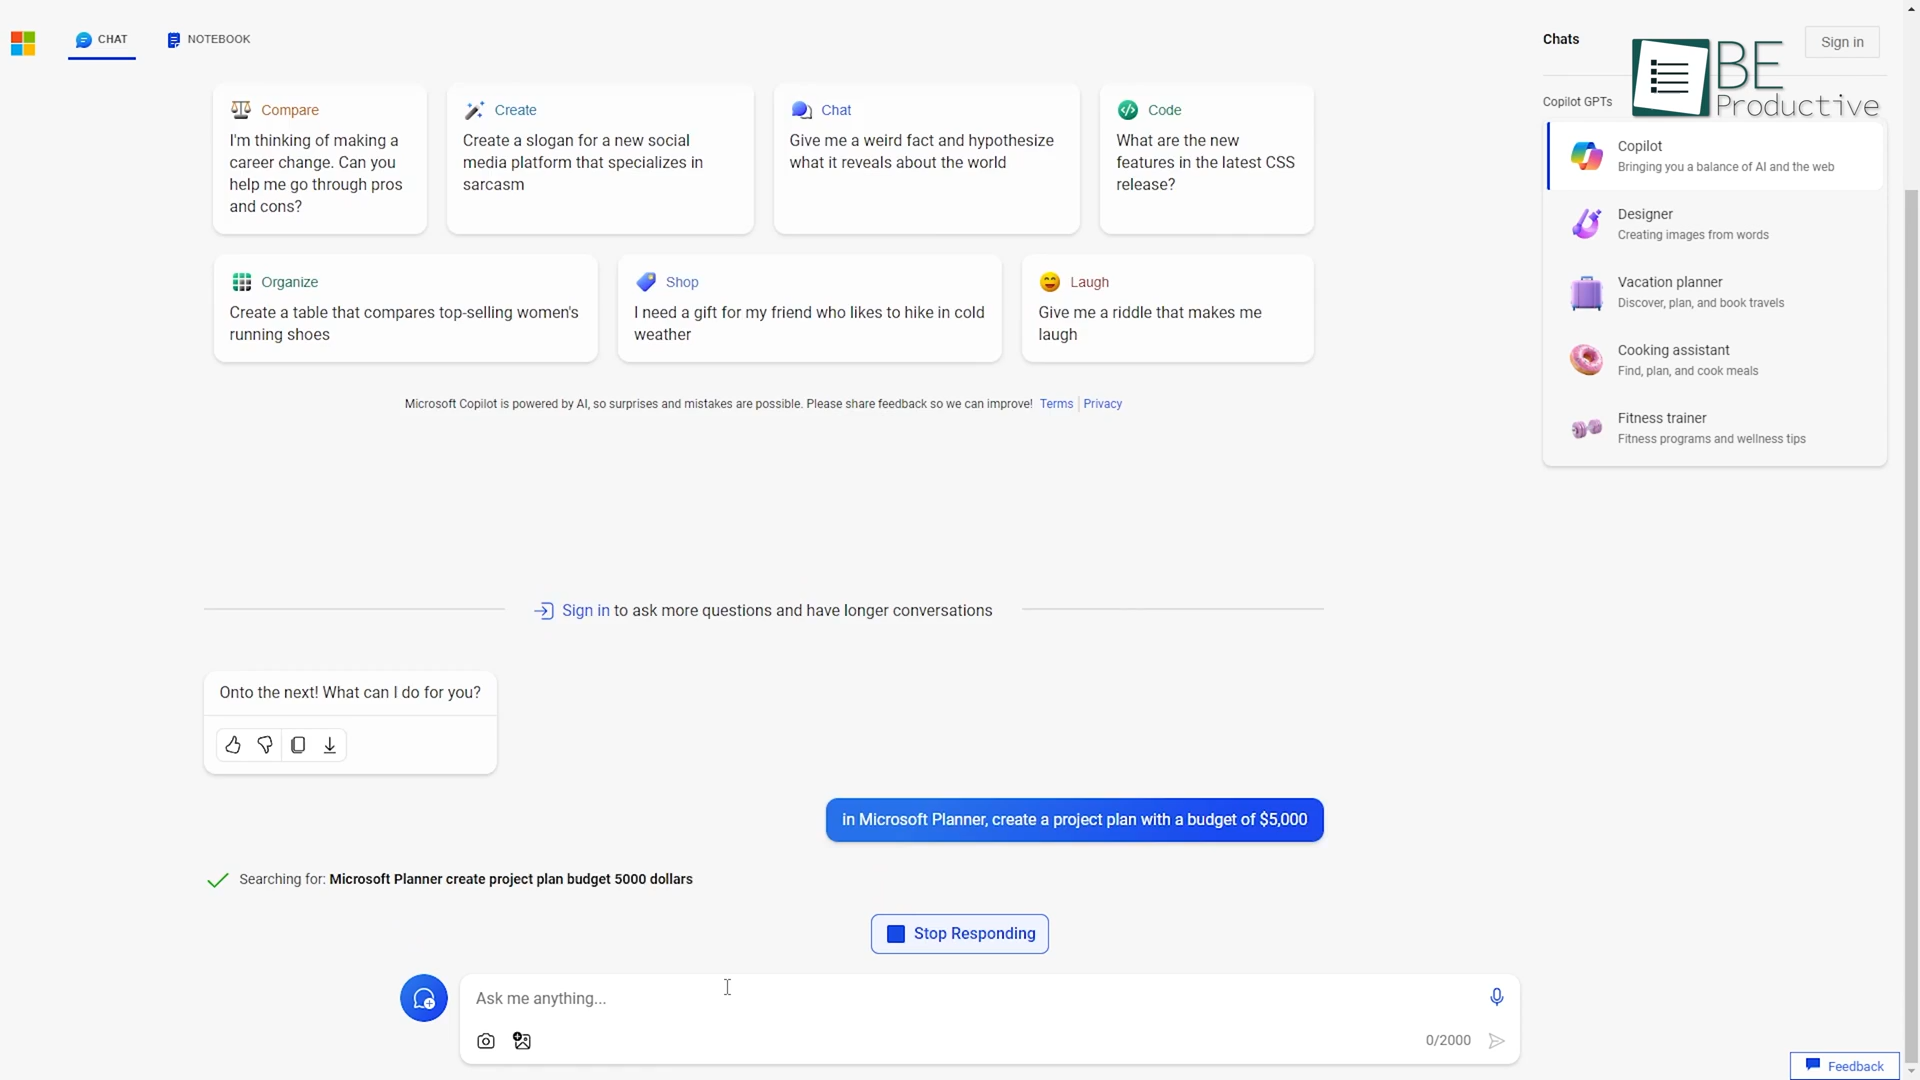 CHAT
NOTEBOOK
Chats
Sign in
BE
Productive
Compare
I'm thinking of making a
career change. Can you
help me go through pros
and cons?
Create
Create a slogan for a new social
media platform that specializes in
sarcasm
Chat
Give me a weird fact and hypothesize
what it reveals about the world
Code
What are the new
features in the latest CSS
release?
Organize
Create a table that compares top-selling women's
running shoes
Shop
I need a gift for my friend who likes to hike in cold
weather
Laugh
Give me a riddle that makes me
laugh
Microsoft Copilot is powered by AI, so surprises and mistakes are possible. Please share feedback so we can improve! Terms | Privacy
Copilot GPTs
Copilot
Bringing you a balance of AI and the web
Designer
Creating images from words
Vacation planner
Discover, plan, and book travels
Cooking assistant
Find, plan, and cook meals
Fitness trainer
Fitness programs and wellness tips
Sign in to ask more questions and have longer conversations
Onto the next! What can I do for you?
in Microsoft Planner, create a project plan with a budget of $5,000
Searching for: Microsoft Planner create project plan budget 5000 dollars
Stop Responding
Ask me anything...
0/2000
Feedback